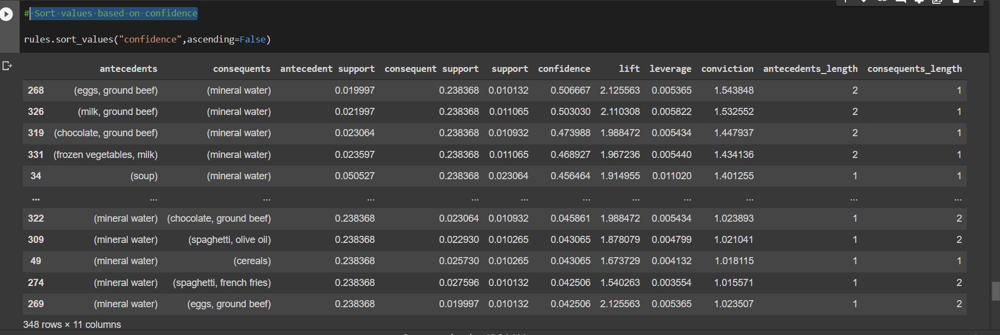 # Sort values based on confidence
rules.sort_values("confidence",ascending=False)
antecedents consequents antecedent support consequent support support confidence lift leverage conviction antecedents_length consequents_length
268 (eggs, ground beef) (mineral water) 0.019997 0.238368 0.010132 0.506667 2.125563 0.005365 1.543848 2 1
326 (milk, ground beef) (mineral water) 0.021997 0.238368 0.011065 0.503030 2.110308 0.005822 1.532552 2 1
319 (chocolate, ground beef) (mineral water) 0.023064 0.238368 0.010932 0.473988 1.988472 0.005434 1.447937 2 1
331 (frozen vegetables, milk) (mineral water) 0.023597 0.238368 0.011065 0.468927 1.967236 0.005440 1.434136 2 1
34 (soup) (mineral water) 0.050527 0.238368 0.023064 0.456464 1.914955 0.011020 1.401255 1 1
... ... ... ... ... ... ... ... ... ... ... ...
322 (mineral water) (chocolate, ground beef) 0.238368 0.023064 0.010932 0.045861 1.988472 0.005434 1.023893 1 2
309 (mineral water) (spaghetti, olive oil) 0.238368 0.022930 0.010265 0.043065 1.878079 0.004799 1.021041 1 2
49 (mineral water) (cereals) 0.238368 0.025730 0.010265 0.043065 1.673729 0.004132 1.018115 1 1
274 (mineral water) (spaghetti, french fries) 0.238368 0.027596 0.010132 0.042506 1.540263 0.003554 1.015571 1 2
269 (mineral water) (eggs, ground beef) 0.238368 0.019997 0.010132 0.042506 2.125563 0.005365 1.023507 1 2
348 rows × 11 columns